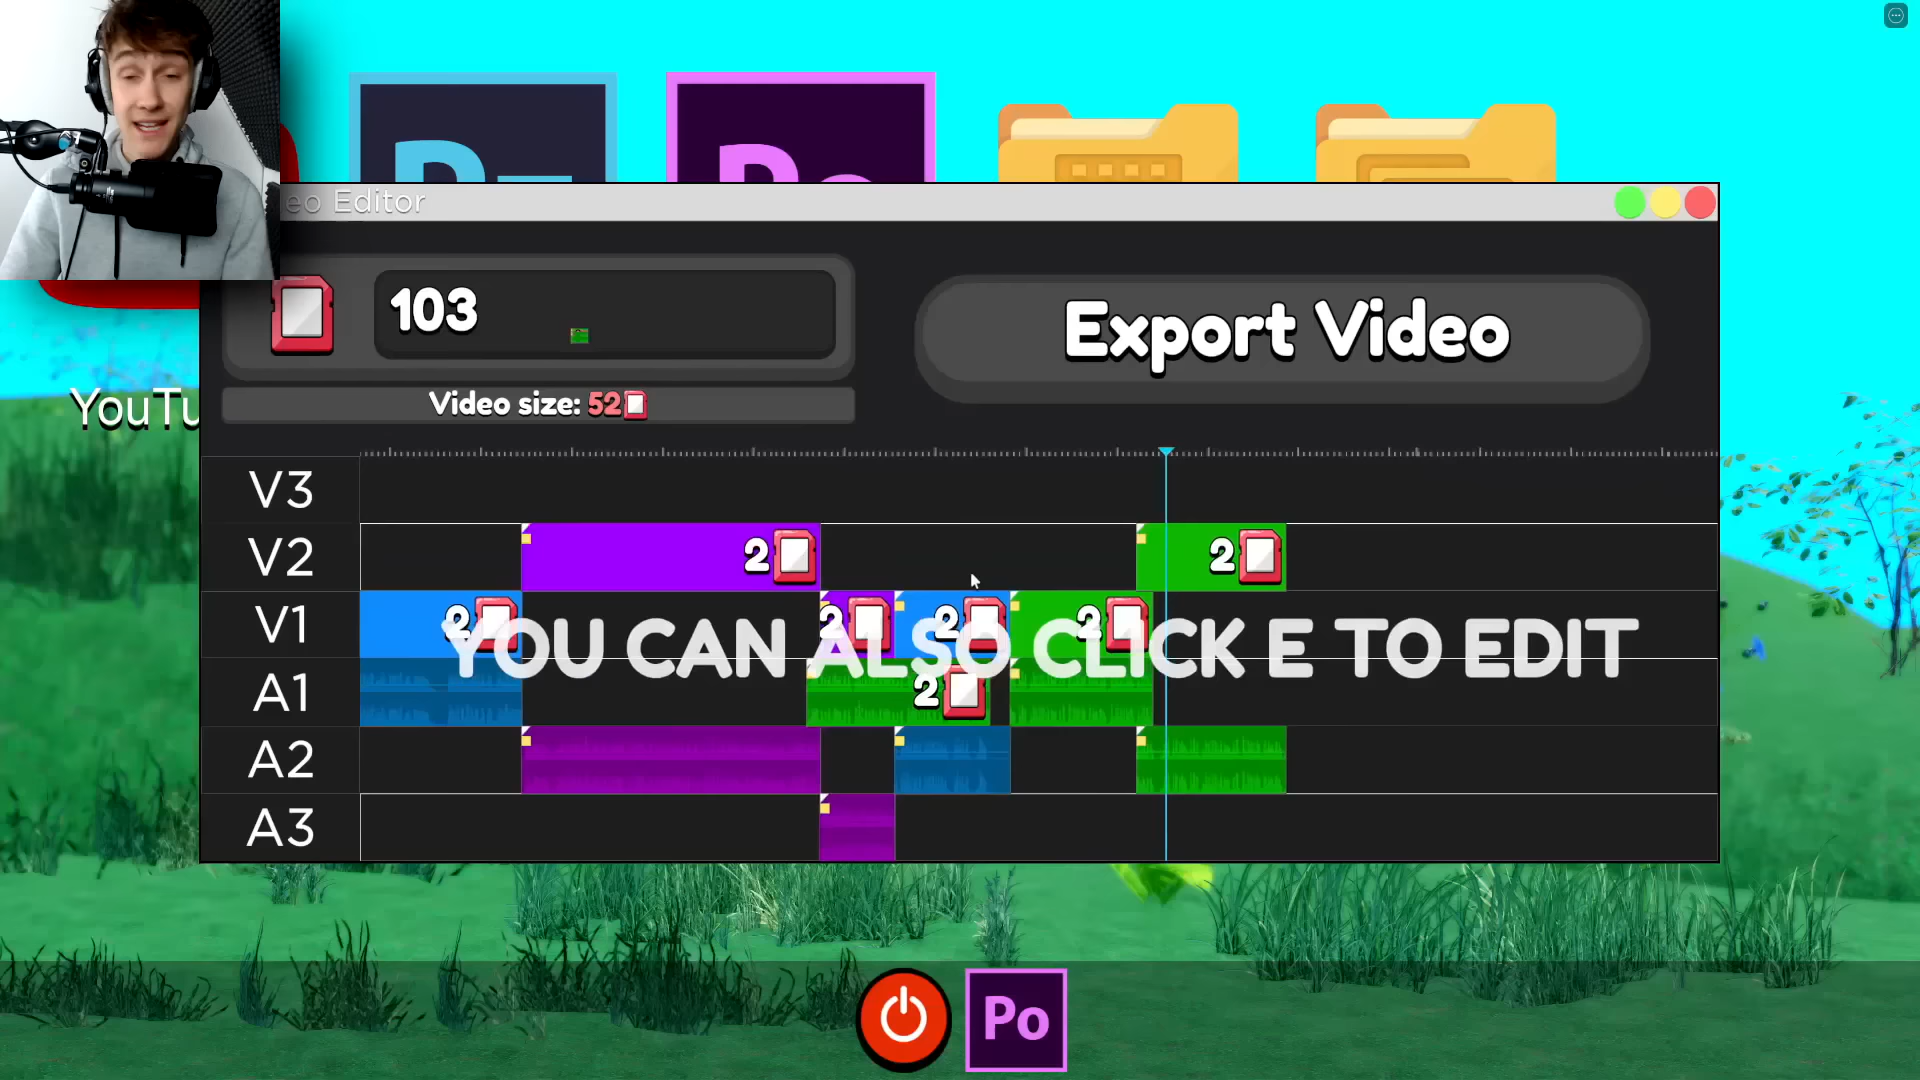 eo Editor
103
Export Video
Video size: 52
YouTu
V3
V2
2
2
V1
2
2
2
2
YOU CAN ALSO CLICK E TO EDIT
A1
2
A2
A3
Po